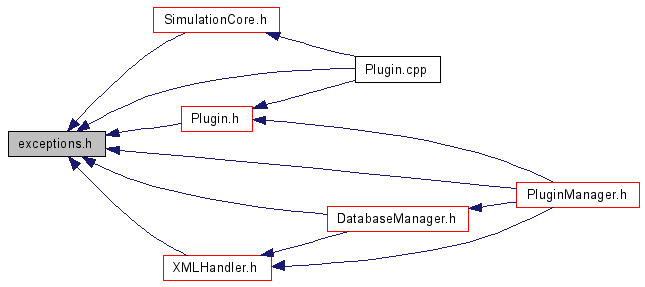 SimulationCore.h
Plugin.cpp
Plugin.h
exceptions.h
PluginManager.h
DatabaseManager.h
XMLHandler.h